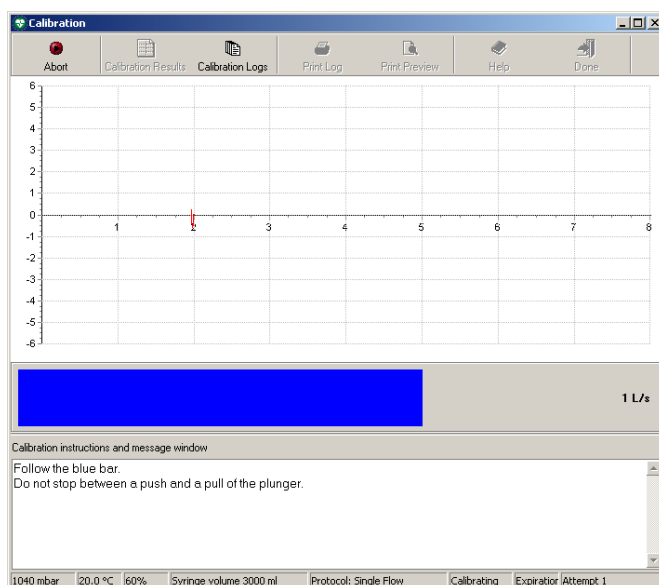 Calibration
Abort
Calibration Results
Calibration Logs
Print Log
Print Preview
Help
Done
6
5
4
3
2
1
0
-1
-2
-3
-4
-5
-6
1 2 3 4 5 6 7 8
1 L/s
Calibration instructions and message window
Follow the blue bar.
Do not stop between a push and a pull of the plunger.
1040 mbar 20.0 °C 60% Syringe volume 3000 ml Protocol: Single Flow Calibrating Expiration Attempt 1